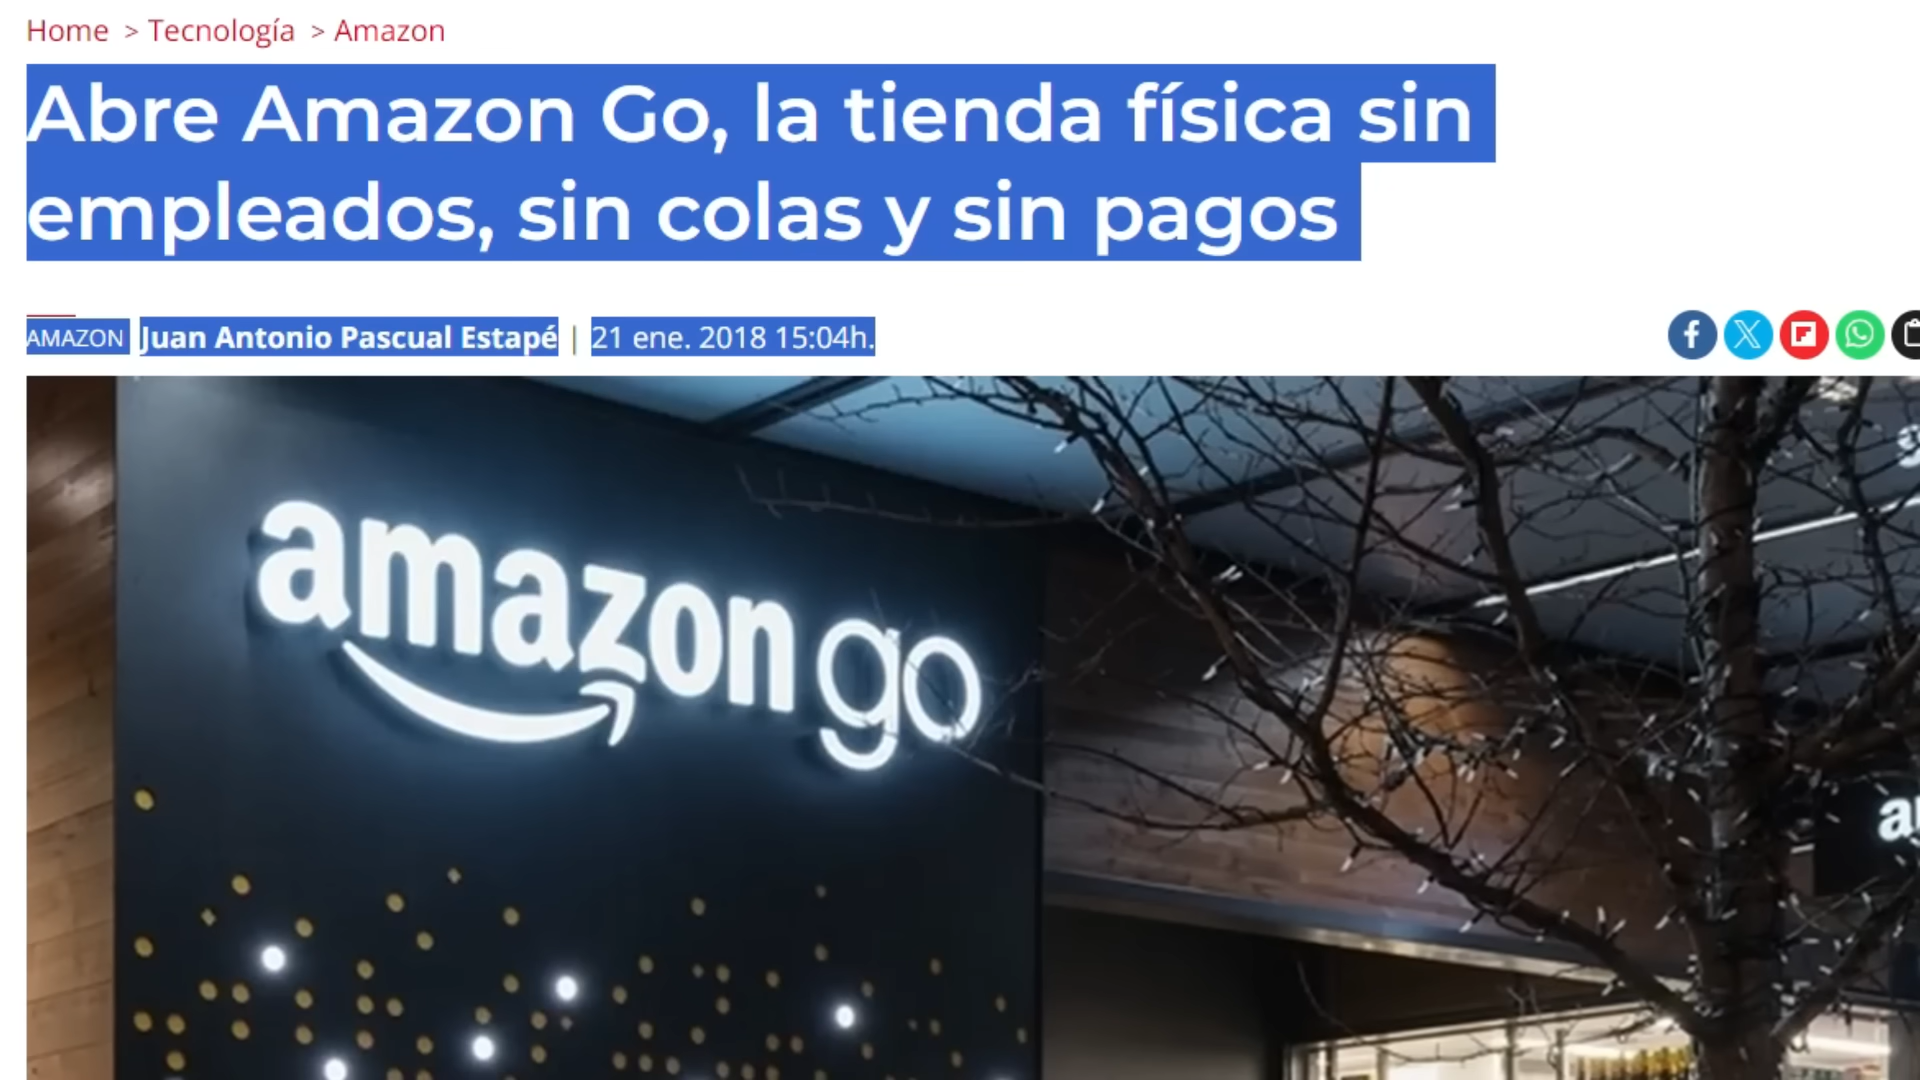 Home > Tecnología > Amazon
Abre Amazon Go, la tienda física sin
empleados, sin colas y sin pagos
AMAZON Juan Antonio Pascual Estapé | 21 ene. 2018 15:04h.
amazon go